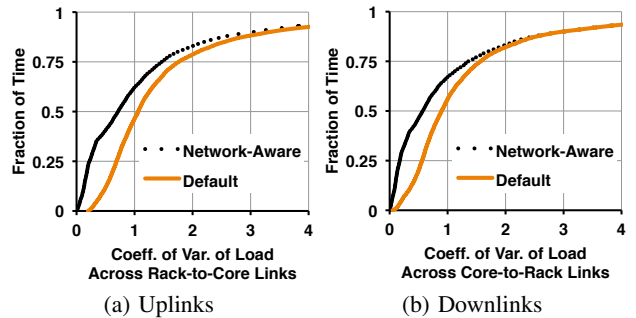 1
0.75
0.5
0.25
0
Fraction of Time
Network-Aware
Default
0 1 2 3 4
Coeff. of Var. of Load
Across Rack-to-Core Links
(a) Uplinks
1
0.75
0.5
0.25
0
Fraction of Time
Network-Aware
Default
0 1 2 3 4
Coeff. of Var. of Load
Across Core-to-Rack Links
(b) Downlinks